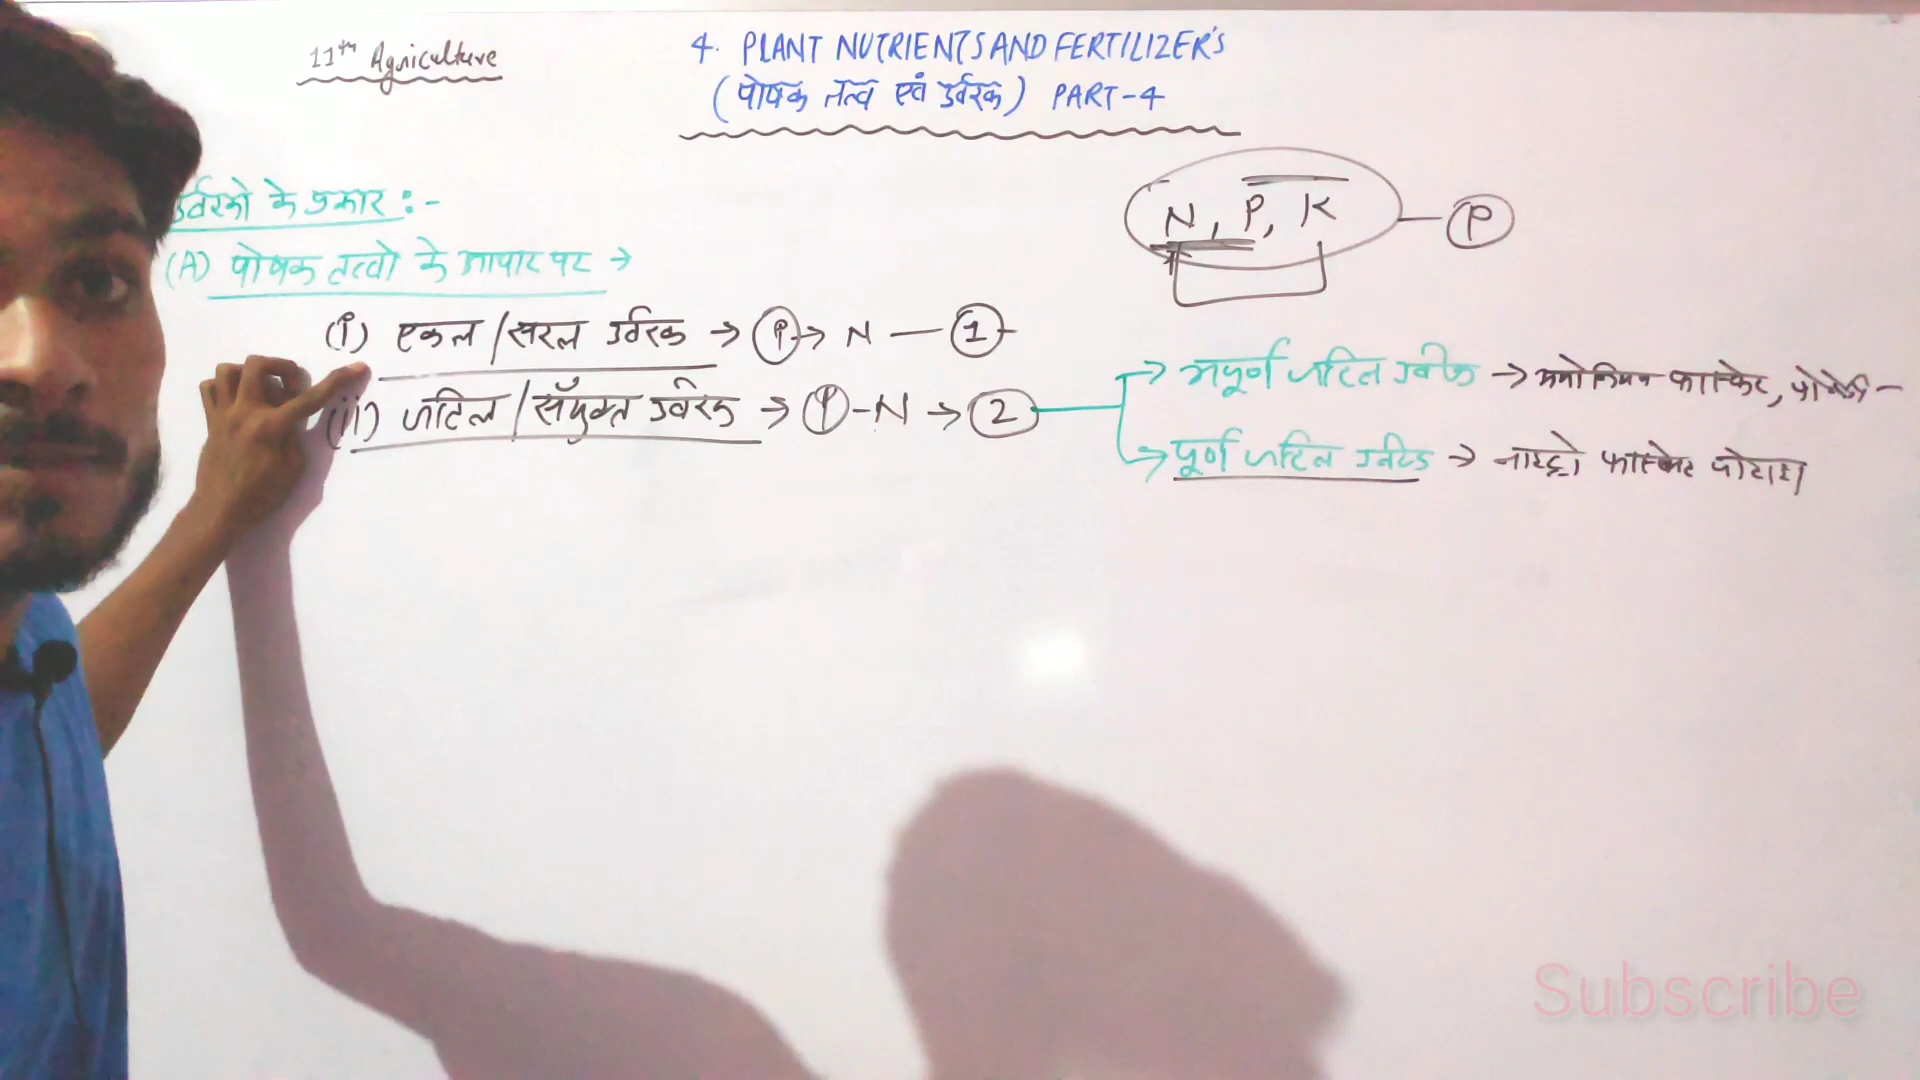 11th Agriculture
4. PLANT NUTRIENTS AND FERTILIZER'S
(पोषक तत्व एवं उर्वरक) PART-4
N, P, K — P
उर्वरको के प्रकार :-
(A) पोषक तत्वो के आधार पर →
(i) एकल/सरल उर्वरक → P → N — 1
(ii) जटिल/सँयुक्त उर्वरक → P - N → 2
→ अपूर्ण जटिल उर्वरक → अमोनियम फास्फेट,
→ पूर्ण जटिल उर्वरक → नाइट्रो फास्फेट पोटाश
Subscribe